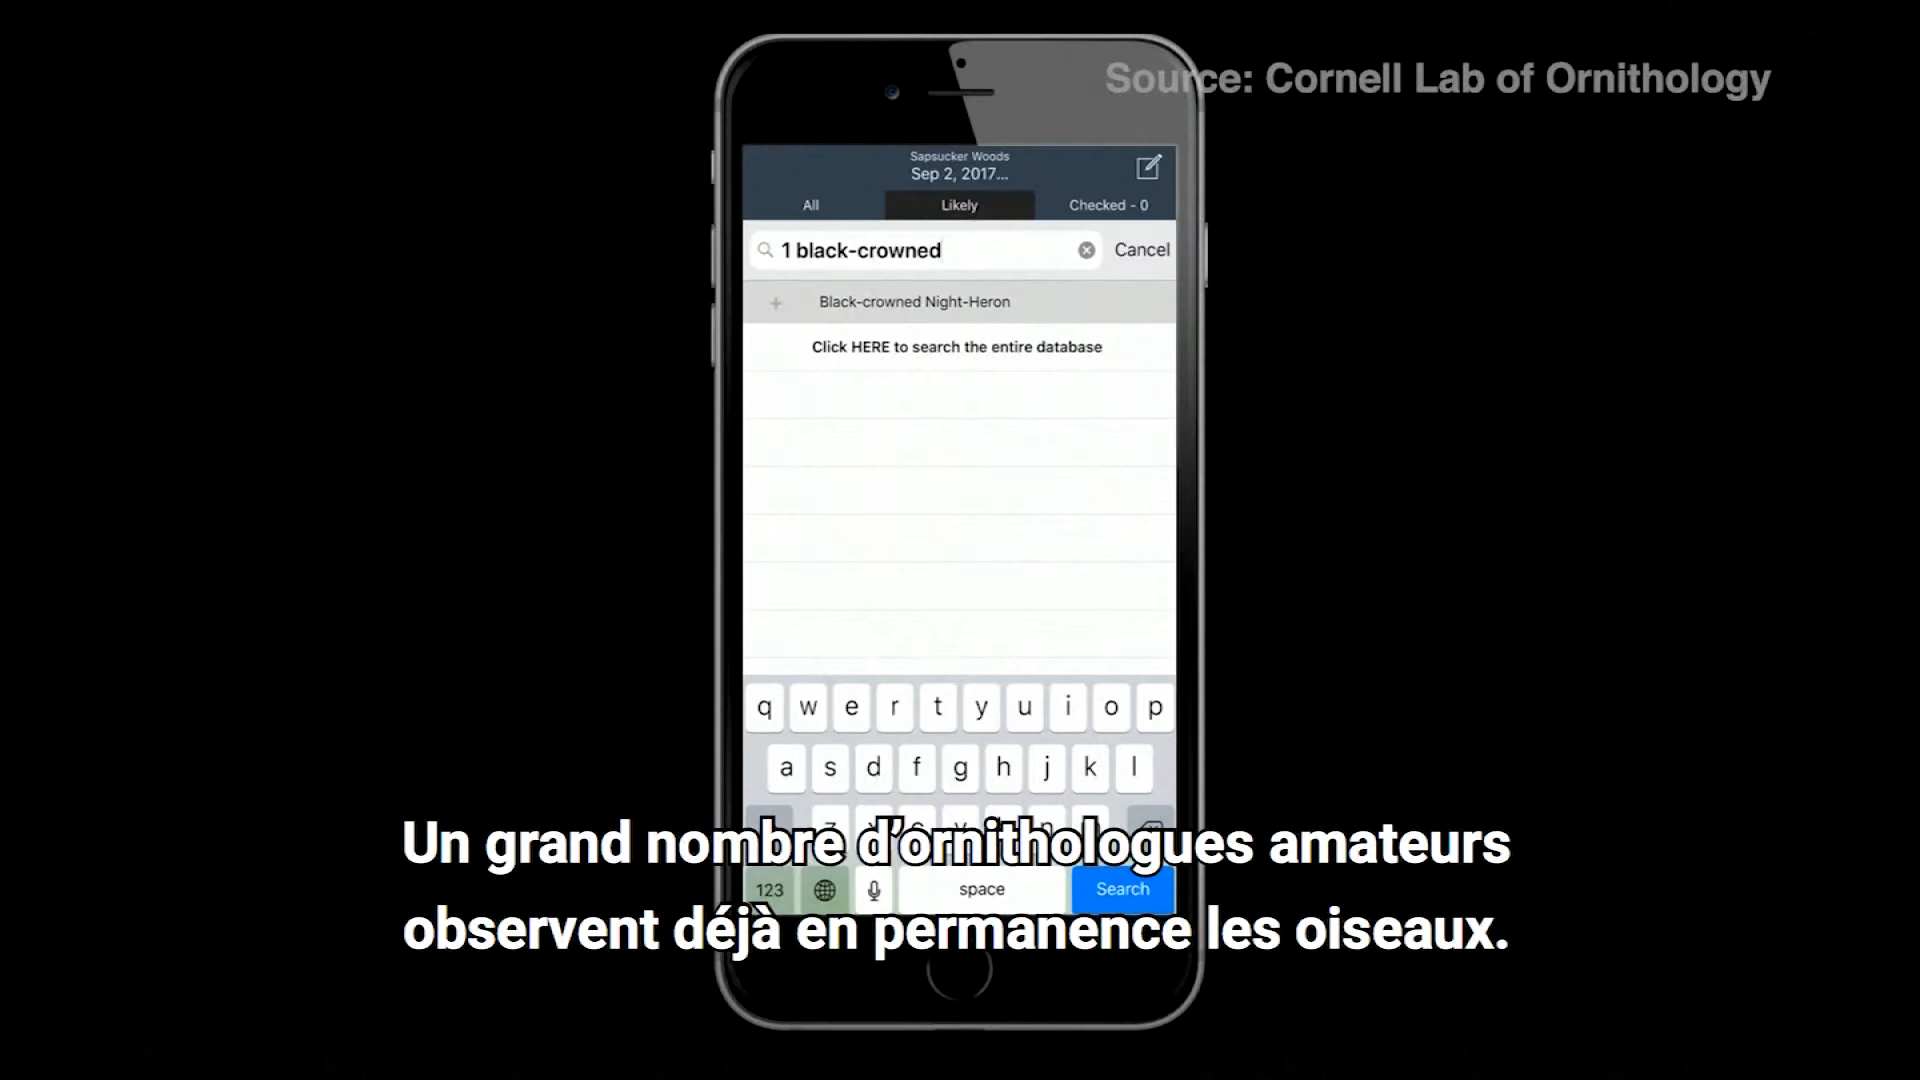 Source: Cornell Lab of Ornithology
Sapsucker Woods
Sep 2, 2017...
All Likely Checked - 0
1 black-crowned Cancel
Black-crowned Night-Heron
Click HERE to search the entire database
q w e r t y u i o p
a s d f g h j k l
Un grand nombre d’ornithologues amateurs
123 space Search
observent déjà en permanence les oiseaux.